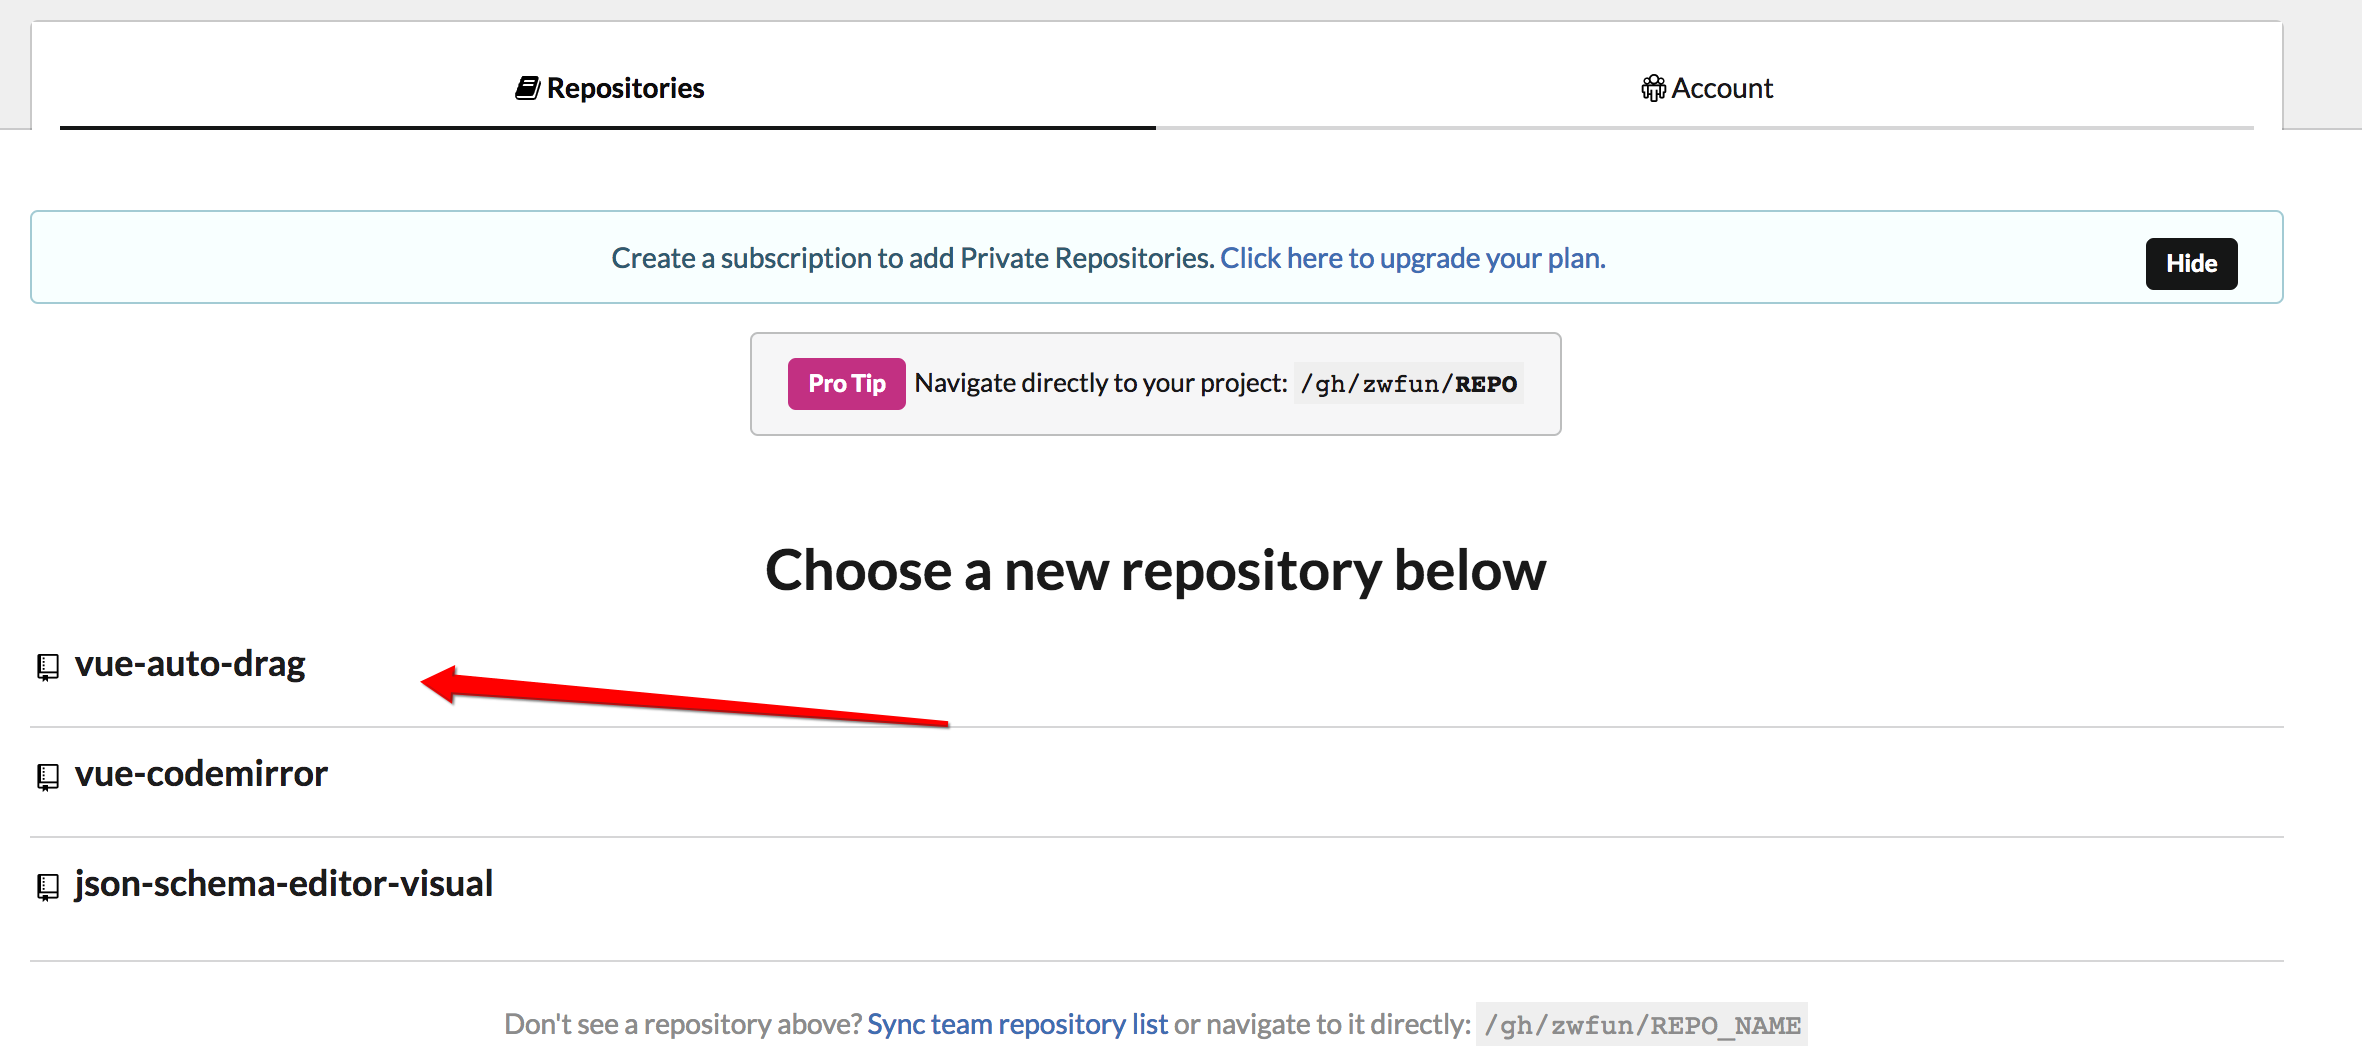 Repositories
Account
Create a subscription to add Private Repositories. Click here to upgrade your plan.
Hide
Pro Tip Navigate directly to your project: /gh/zwfun/REPO
Choose a new repository below
vue-auto-drag
vue-codemirror
json-schema-editor-visual
Don't see a repository above? Sync team repository list or navigate to it directly: /gh/zwfun/REPO_NAME